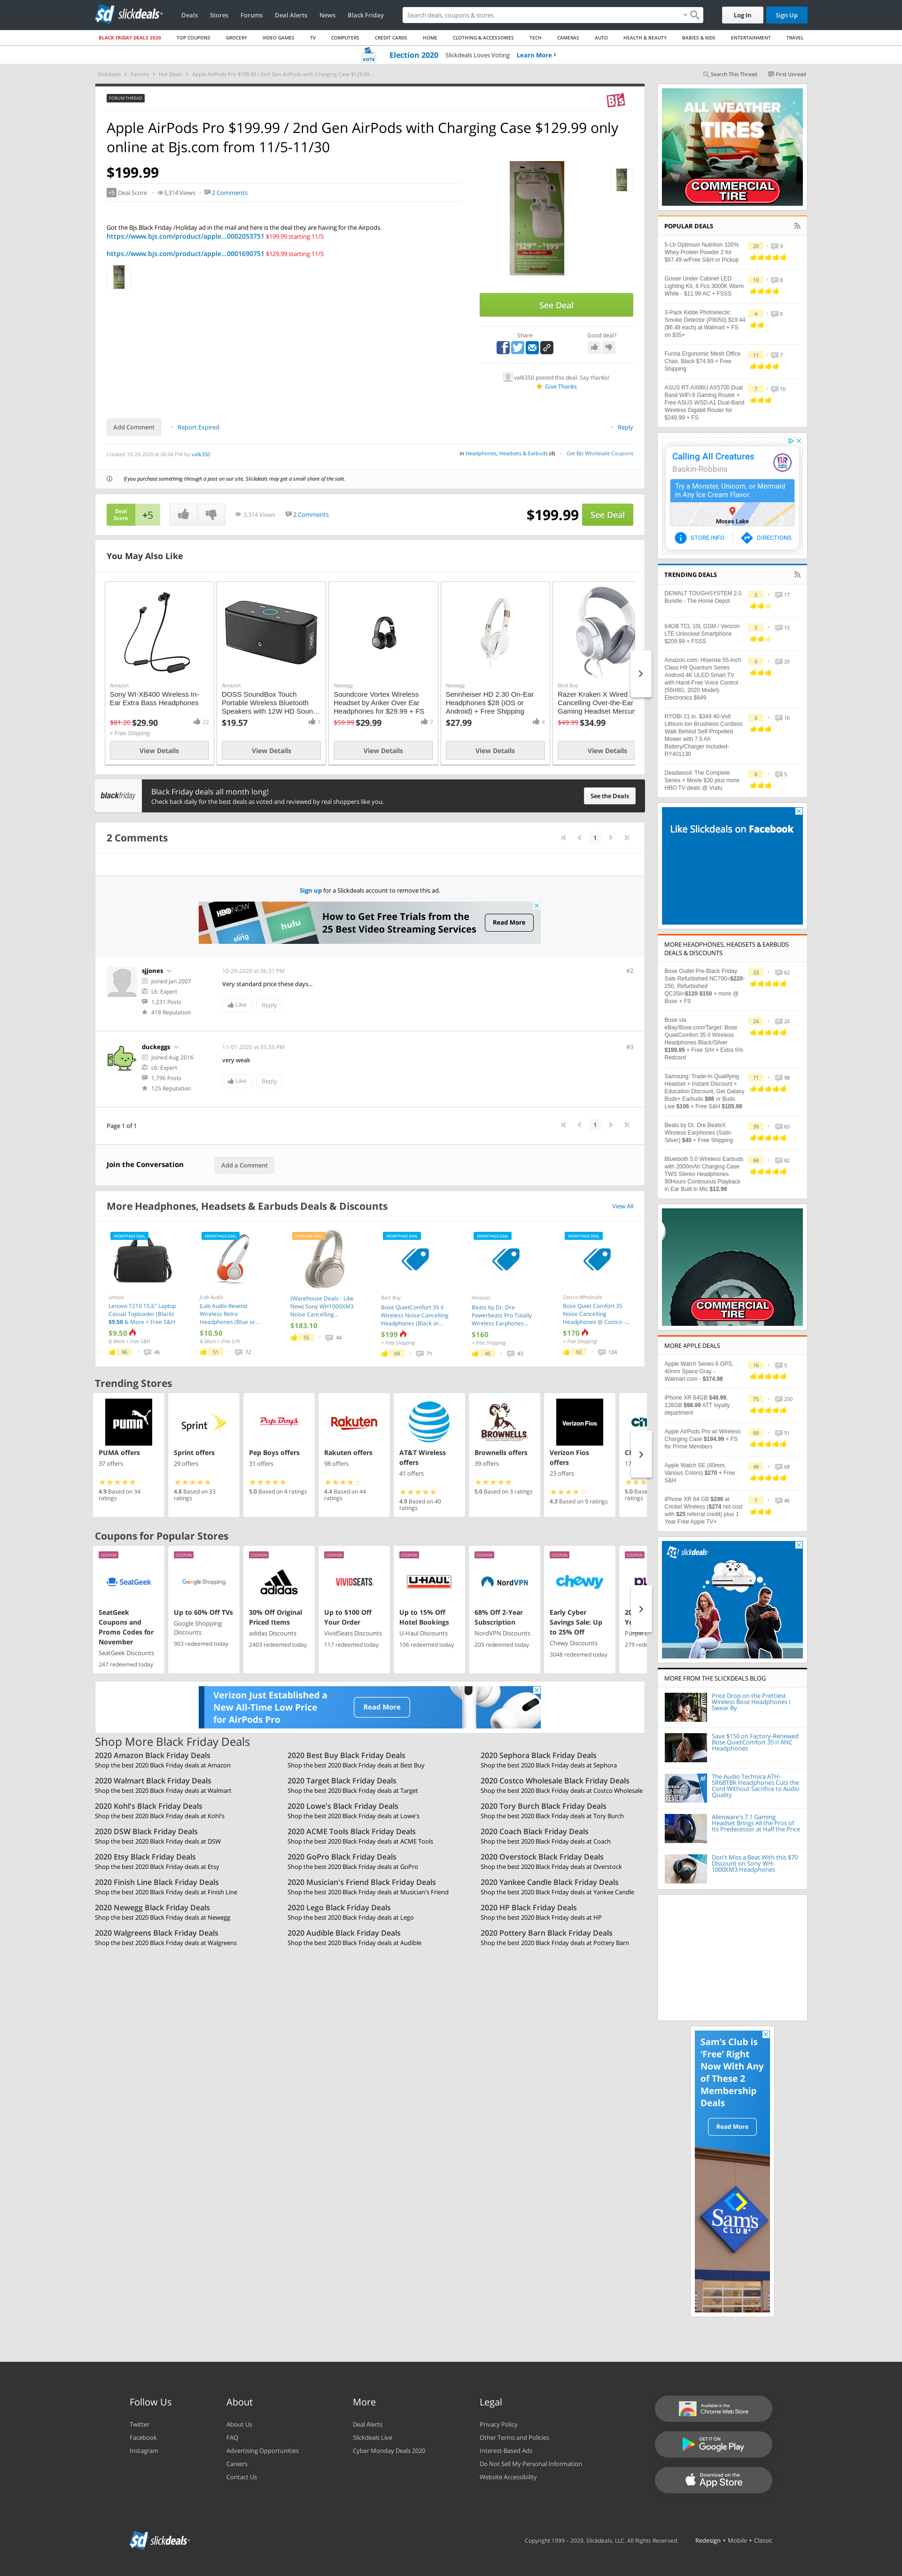 slickdeals
Deals Stores Forums Deal Alerts News Black Friday
Search deals, coupons & stores
Log In
Sign Up
BLACK FRIDAY DEALS 2020 TOP COUPONS GROCERY VIDEO GAMES TV COMPUTERS CREDIT CARDS HOME CLOTHING & ACCESSORIES TECH CAMERAS AUTO HEALTH & BEAUTY BABIES & KIDS ENTERTAINMENT TRAVEL
VOTE
Election 2020 Slickdeals Loves Voting Learn More ›
Slickdeals > Forums > Hot Deals > Apple AirPods Pro $199.99 / 2nd Gen AirPods with Charging Case $129.99 ...
Search This Thread First Unread
FORUM THREAD
BJ's
Apple AirPods Pro $199.99 / 2nd Gen AirPods with Charging Case $129.99 only
online at Bjs.com from 11/5-11/30
$199.99
+5 Deal Score 3,314 Views 2 Comments
Got the Bjs Black Friday /Holiday ad in the mail and here is the deal they are having for the Airpods.
https://www.bjs.com/product/apple...0002053751 $199.99 starting 11/5
https://www.bjs.com/product/apple...0001690751 $129.99 starting 11/5
See Deal
Share
Good deal?
valk350 posted this deal. Say thanks!
Give Thanks
Add Comment
Report Expired
Reply
Created 10-29-2020 at 06:04 PM by valk350
in Headphones, Headsets & Earbuds (4) Get BJs Wholesale Coupons
If you purchase something through a post on our site, Slickdeals may get a small share of the sale.
Deal
Score
+5
3,314 Views 2 Comments
$199.99
See Deal
You May Also Like
Amazon
Sony WI-XB400 Wireless In-
Ear Extra Bass Headphones
$81.20 $29.90
22
+ Free Shipping
View Details
Amazon
DOSS SoundBox Touch
Portable Wireless Bluetooth
Speakers with 12W HD Soun...
$19.57
1
View Details
Newegg
Soundcore Vortex Wireless
Headset by Anker Over Ear
Headphones for $29.99 + FS
$59.99 $29.99
7
View Details
Newegg
Sennheiser HD 2.30 On-Ear
Headphones $28 (iOS or
Android) + Free Shipping
$27.99
4
View Details
Best Buy
Razer Kraken X Wired
Cancelling Over-the-Ear
Gaming Headset Mercur
$49.99 $34.99
View Details
blackfriday
Black Friday deals all month long!
Check back daily for the best deals as voted and reviewed by real shoppers like you.
See the Deals
2 Comments
1
Sign up for a Slickdeals account to remove this ad.
HBO NOW
sling
hulu
How to Get Free Trials from the
25 Best Video Streaming Services
Read More
sjjones
Joined Jan 2007
L6: Expert
1,231 Posts
418 Reputation
10-29-2020 at 06:31 PM
#2
Very standard price these days...
Like
Reply
duckeggs
Joined Aug 2016
L6: Expert
1,796 Posts
125 Reputation
11-01-2020 at 05:35 PM
#3
very weak
Like
Reply
Page 1 of 1
1
Join the Conversation
Add a Comment
More Headphones, Headsets & Earbuds Deals & Discounts
View All
FRONTPAGE DEAL
Lenovo
Lenovo T210 15.6" Laptop
Casual Toploader (Black)
$9.50 & More + Free S&H
$9.50
& More + Free S&H
96 46
FRONTPAGE DEAL
JLab Audio
JLab Audio Rewind
Wireless Retro
Headphones (Blue or...
$10.50
& More + Free S/H
51 72
POPULAR DEAL
(Warehouse Deals - Like
New) Sony WH1000XM3
Noise Cancelling...
$183.10
55 44
FRONTPAGE DEAL
Best Buy
Bose QuietComfort 35 II
Wireless Noise Cancelling
Headphones (Black or...
$199
+ Free Shipping
69 71
FRONTPAGE DEAL
Amazon
Beats by Dr. Dre
Powerbeats Pro Totally
Wireless Earphones...
$160
+ Free Shipping
45 43
FRONTPAGE DEAL
Costco Wholesale
Bose Quiet Comfort 35
Noise Cancelling
Headphones @ Costco -...
$170
+ Free Shipping
92 124
Trending Stores
PUMA
PUMA offers
37 offers
4.9 Based on 34
ratings
Sprint
Sprint offers
29 offers
4.8 Based on 33
ratings
Pep Boys
Pep Boys offers
31 offers
5.0 Based on 4 ratings
Rakuten
Rakuten offers
98 offers
4.4 Based on 44
ratings
AT&T Wireless
offers
41 offers
4.9 Based on 40
ratings
BROWNELLS
Brownells offers
39 offers
5.0 Based on 3 ratings
Verizon Fios
Verizon Fios
offers
23 offers
4.3 Based on 9 ratings
5.0 Base
ratings
Coupons for Popular Stores
COUPON
SeatGeek
SeatGeek
Coupons and
Promo Codes for
November
SeatGeek Discounts
247 redeemed today
COUPON
Google Shopping
Up to 60% Off TVs
Google Shopping
Discounts
903 redeemed today
COUPON
adidas
30% Off Original
Priced Items
adidas Discounts
2403 redeemed today
COUPON
VIVIDSEATS
Up to $100 Off
Your Order
VividSeats Discounts
117 redeemed today
COUPON
U-HAUL
Up to 15% Off
Hotel Bookings
U-Haul Discounts
106 redeemed today
COUPON
NordVPN
68% Off 2-Year
Subscription
NordVPN Discounts
205 redeemed today
COUPON
chewy
Early Cyber
Savings Sale: Up
to 25% Off
Chewy Discounts
3048 redeemed today
COUPON
Verizon Just Established a
New All-Time Low Price
for AirPods Pro
Read More
Shop More Black Friday Deals
2020 Amazon Black Friday Deals
Shop the best 2020 Black Friday deals at Amazon
2020 Best Buy Black Friday Deals
Shop the best 2020 Black Friday deals at Best Buy
2020 Sephora Black Friday Deals
Shop the best 2020 Black Friday deals at Sephora
2020 Walmart Black Friday Deals
Shop the best 2020 Black Friday deals at Walmart
2020 Target Black Friday Deals
Shop the best 2020 Black Friday deals at Target
2020 Costco Wholesale Black Friday Deals
Shop the best 2020 Black Friday deals at Costco Wholesale
2020 Kohl's Black Friday Deals
Shop the best 2020 Black Friday deals at Kohl's
2020 Lowe's Black Friday Deals
Shop the best 2020 Black Friday deals at Lowe's
2020 Tory Burch Black Friday Deals
Shop the best 2020 Black Friday deals at Tory Burch
2020 DSW Black Friday Deals
Shop the best 2020 Black Friday deals at DSW
2020 ACME Tools Black Friday Deals
Shop the best 2020 Black Friday deals at ACME Tools
2020 Coach Black Friday Deals
Shop the best 2020 Black Friday deals at Coach
2020 Etsy Black Friday Deals
Shop the best 2020 Black Friday deals at Etsy
2020 GoPro Black Friday Deals
Shop the best 2020 Black Friday deals at GoPro
2020 Overstock Black Friday Deals
Shop the best 2020 Black Friday deals at Overstock
2020 Finish Line Black Friday Deals
Shop the best 2020 Black Friday deals at Finish Line
2020 Musician's Friend Black Friday Deals
Shop the best 2020 Black Friday deals at Musician's Friend
2020 Yankee Candle Black Friday Deals
Shop the best 2020 Black Friday deals at Yankee Candle
2020 Newegg Black Friday Deals
Shop the best 2020 Black Friday deals at Newegg
2020 Lego Black Friday Deals
Shop the best 2020 Black Friday deals at Lego
2020 HP Black Friday Deals
Shop the best 2020 Black Friday deals at HP
2020 Walgreens Black Friday Deals
Shop the best 2020 Black Friday deals at Walgreens
2020 Audible Black Friday Deals
Shop the best 2020 Black Friday deals at Audible
2020 Pottery Barn Black Friday Deals
Shop the best 2020 Black Friday deals at Pottery Barn
ALL WEATHER
TIRES
COMMERCIAL
TIRE
POPULAR DEALS
5-Lb Optimum Nutrition 100%
Whey Protein Powder 2 for
$67.49 w/Free S&H or Pickup
20 9
Govee Under Cabinet LED
Lighting Kit, 6 Pcs 3000K Warm
White - $11.99 AC + FSSS
10 8
3-Pack Kidde Photoelectic
Smoke Detector (P9050) $19.44
($6.48 each) at Walmart + FS
on $35+
4 0
Furinia Ergonomic Mesh Office
Chair, Black $74.99 + Free
Shipping
11 7
ASUS RT-AX86U AX5700 Dual
Band WiFi 6 Gaming Router +
Free ASUS WSD-A1 Dual-Band
Wireless Gigabit Router for
$249.99 + FS
7 10
Calling All Creatures
Baskin-Robbins
Try a Monster, Unicorn, or Mermaid
in Any Ice Cream Flavor.
Moses Lake
STORE INFO
DIRECTIONS
TRENDING DEALS
DEWALT TOUGHSYSTEM 2.0
Bundle - The Home Depot
5 17
64GB TCL 10L GSM / Verizon
LTE Unlocked Smartphone
$209.99 + FSSS
5 15
Amazon.com: Hisense 55-Inch
Class H9 Quantum Series
Android 4K ULED Smart TV
with Hand-Free Voice Control
(55H9G, 2020 Model):
Electronics $649
6 20
RYOBI 21 in. $349 40-Volt
Lithium-Ion Brushless Cordless
Walk Behind Self-Propelled
Mower with 7.5 Ah
Battery/Charger Included-
RY401130
6 16
Deadwood: The Complete
Series + Movie $30 plus more
HBO TV deals @ Vudu
6 5
Like Slickdeals on Facebook
MORE HEADPHONES, HEADSETS & EARBUDS
DEALS & DISCOUNTS
Bose Outlet Pre-Black Friday
Sale Refurbished NC700=$220-
250, Refurbished
QC35ii=$120-$150 + more @
Bose + FS
33 62
Bose via
eBay/Bose.com/Target: Bose
QuietComfort 35 II Wireless
Headphones Black/Silver
$199.95 + Free S/H + Extra 5%
Redcard
24 20
Samsung: Trade-In Qualifying
Headset + Instant Discount +
Education Discount, Get Galaxy
Buds+ Earbuds $88 or Buds
Live $106 + Free S&H $105.99
71 98
Beats by Dr. Dre BeatsX
Wireless Earphones (Satin
Silver) $40 + Free Shipping
39 65
Bluetooth 5.0 Wireless Earbuds
with 2000mAh Charging Case
TWS Stereo Headphones
90Hours Continuous Playback
in Ear Built in Mic $12.99
68 82
COMMERCIAL
TIRE
MORE APPLE DEALS
Apple Watch Series 6 GPS,
40mm Space Gray -
Walmart.com - $374.98
16 5
iPhone XR 64GB $48.99,
128GB $98.99 ATT loyalty
department
75 250
Apple AirPods Pro w/ Wireless
Charging Case $194.99 + FS
for Prime Members
68 51
Apple Watch SE (40mm,
Various Colors) $270 + Free
S&H
49 68
iPhone XR 64 GB $299 at
Cricket Wireless ($274 net cost
with $25 referral credit) plus 1
Year Free Apple TV+
7 46
slickdeals
MORE FROM THE SLICKDEALS BLOG
Price Drop on the Prettiest
Wireless Bose Headphones I
Swear By
Save $150 on Factory-Renewed
Bose QuietComfort 35 II ANC
Headphones
The Audio Technica ATH-
SR6BTBK Headphones Cuts the
Cord Without Sacrifice to Audio
Quality
Alienware's 7.1 Gaming
Headset Brings All the Pros of
Its Predecessor at Half the Price
Don't Miss a Beat With this $70
Discount on Sony WH-
1000XM3 Headphones
Sam's Club is
'Free' Right
Now With Any
of These 2
Membership
Deals
Read More
Sam's
CLUB
Follow Us
Twitter
Facebook
Instagram
About
About Us
FAQ
Advertising Opportunities
Careers
Contact Us
More
Deal Alerts
Slickdeals Live
Cyber Monday Deals 2020
Legal
Privacy Policy
Other Terms and Policies
Interest-Based Ads
Do Not Sell My Personal Information
Website Accessibility
Available in the
Chrome Web Store
GET IT ON
Google Play
Download on the
App Store
slickdeals
Copyright 1999 - 2020. Slickdeals, LLC. All Rights Reserved. Redesign • Mobile • Classic